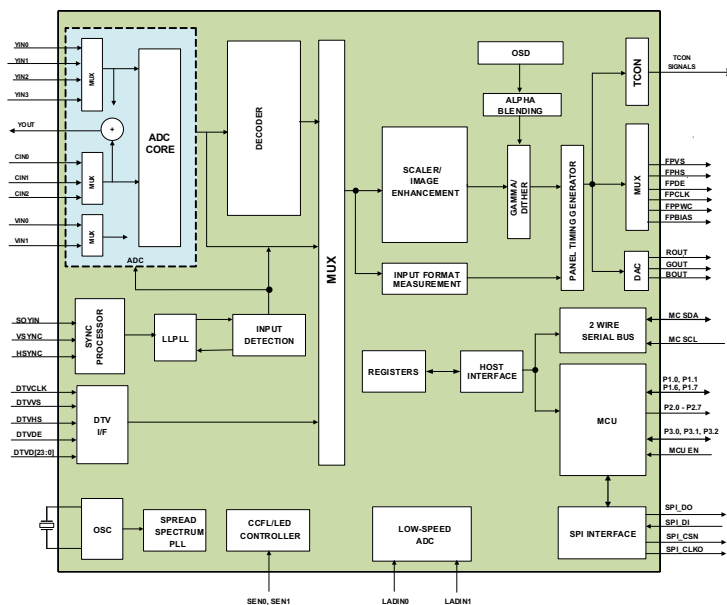 YIN0
YIN1
YIN2
YIN3
YOUT
CIN0
CIN1
CIN2
VIN0
VIN1
MUX
MUX
MUX
+
ADC
CORE
ADC
DECODER
MUX
OSD
ALPHA
BLENDING
SCALER/
IMAGE
ENHANCEMENT
GAMMA/
DITHER
PANEL TIMING GENERATOR
INPUT FORMAT
MEASUREMENT
TCON
TCON
SIGNALS
MUX
FPVS
FPHS
FPDE
FPCLK
FPPWC
FPBIAS
DAC
ROUT
GOUT
BOUT
SOYIN
VSYNC
HSYNC
SYNC
PROCESSOR
LLPLL
INPUT
DETECTION
DTVCLK
DTVVS
DTVHS
DTVDE
DTVD[23:0]
DTV
I/F
REGISTERS
HOST
INTERFACE
2 WIRE
SERIAL BUS
MC SDA
MC SCL
MCU
P1.0, P1.1
P1.6, P1.7
P2.0 - P2.7
P3.0, P3.1, P3.2
MCU EN
OSC
SPREAD
SPECTRUM
PLL
CCFL/LED
CONTROLLER
LOW-SPEED
ADC
SPI INTERFACE
SPI_DO
SPI_DI
SPI_CSN
SPI_CLKO
SEN0, SEN1
LADIN0
LADIN1